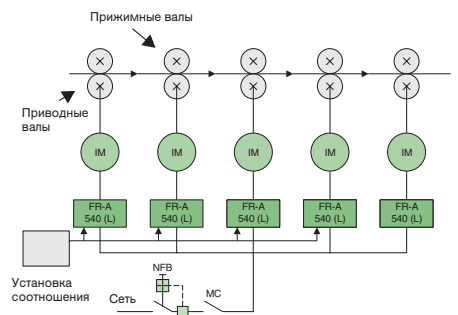 Прижимные валы
Приводные
валы
IM IM IM IM IM
FR-A
540 (L)
FR-A
540 (L)
FR-A
540 (L)
FR-A
540 (L)
FR-A
540 (L)
Установка
соотношения
NFB
Сеть
MC